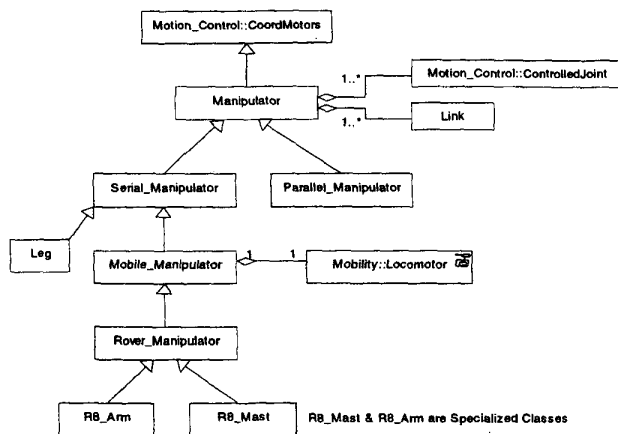 Motion_Control::CoordMotors
1..*
Motion_Control::ControlledJoint
Manipulator
1..*
Link
Serial_Manipulator
Parallel_Manipulator
Leg
Mobile_Manipulator
1
1
Mobility::Locomotor
Rover_Manipulator
R8_Arm
R8_Mast
R8_Mast & R8_Arm are Specialized Classes